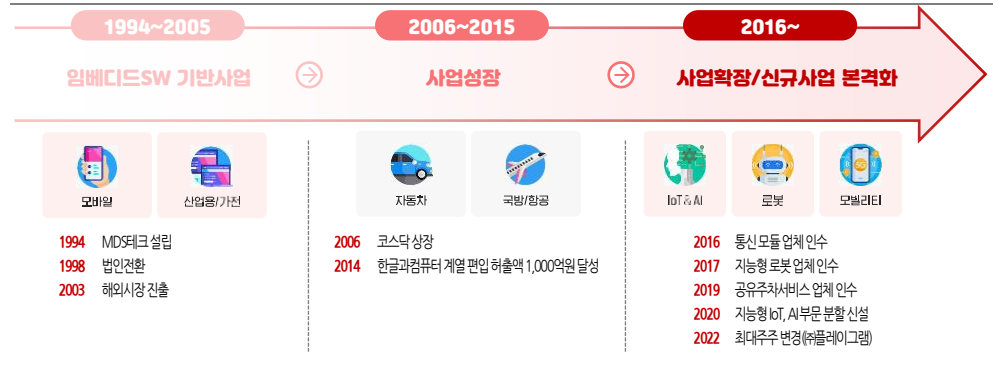 1994~2005
2006~2015
2016~
임베디드SW 기반사업
사업성장
사업확장/신규사업 본격화
모바일
산업용/가전
자동차
국방/항공
IoT & AI
로봇
5G
모빌리티
1994 MDS테크 설립
1998 법인전환
2003 해외시장 진출
2006 코스닥 상장
2014 한글과컴퓨터 계열 편입 허출액 1,000억원 달성
2016 통신 모듈 업체 인수
2017 지능형 로봇 업체 인수
2019 공유주차서비스 업체 인수
2020 지능형 IoT, AI 부문 분할 신설
2022 최대주주 변경(㈜플레이그램)